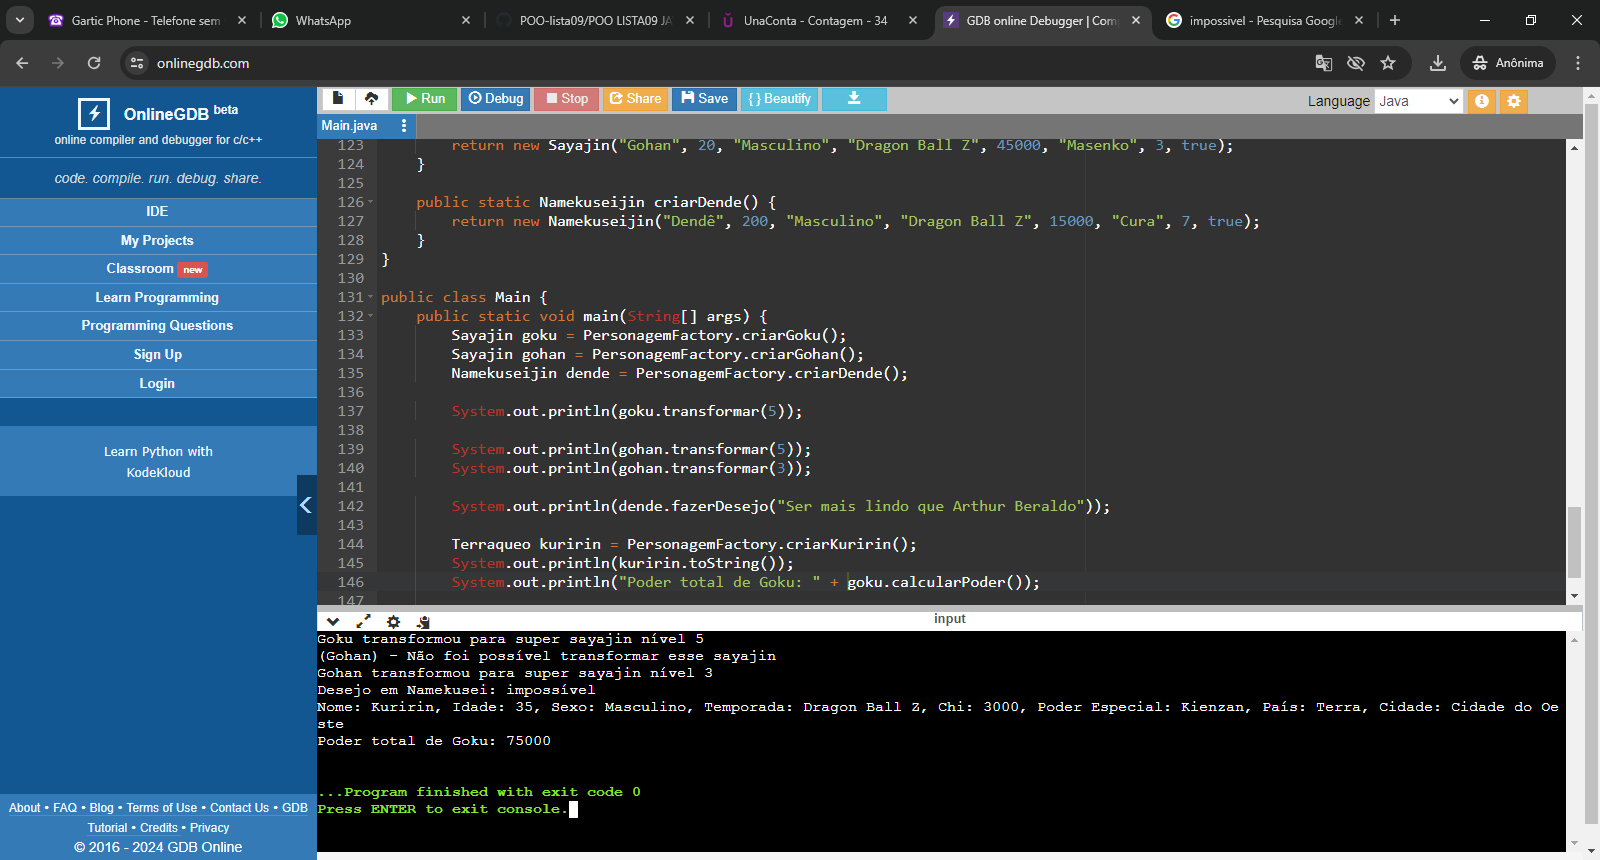 Gartic Phone - Telefone sem
WhatsApp
POO-lista09/POO LISTA09 JA
UnaConta - Contagem - 34
GDB online Debugger | Com
impossivel - Pesquisa Google
onlinegdb.com
Anônima
OnlineGDB beta
online compiler and debugger for c/c++
code. compile. run. debug. share.
IDE
My Projects
Classroom new
Learn Programming
Programming Questions
Sign Up
Login
Learn Python with
KodeKloud
About • FAQ • Blog • Terms of Use • Contact Us • GDB
Tutorial • Credits • Privacy
© 2016 - 2024 GDB Online
Run Debug Stop Share Save { } Beautify
Language Java
Main.java
123 return new Sayajin("Gohan", 20, "Masculino", "Dragon Ball Z", 45000, "Masenko", 3, true);
124 }
125
126 public static Namekuseijin criarDende() {
127 return new Namekuseijin("Dendê", 200, "Masculino", "Dragon Ball Z", 15000, "Cura", 7, true);
128 }
129 }
130
131 public class Main {
132 public static void main(String[] args) {
133 Sayajin goku = PersonagemFactory.criarGoku();
134 Sayajin gohan = PersonagemFactory.criarGohan();
135 Namekuseijin dende = PersonagemFactory.criarDende();
136
137 System.out.println(goku.transformar(5));
138
139 System.out.println(gohan.transformar(5));
140 System.out.println(gohan.transformar(3));
141
142 System.out.println(dende.fazerDesejo("Ser mais lindo que Arthur Beraldo"));
143
144 Terraqueo kuririn = PersonagemFactory.criarKuririn();
145 System.out.println(kuririn.toString());
146 System.out.println("Poder total de Goku: " + goku.calcularPoder());
147
input
Goku transformou para super sayajin nível 5
(Gohan) - Não foi possível transformar esse sayajin
Gohan transformou para super sayajin nível 3
Desejo em Namekusei: impossível
Nome: Kuririn, Idade: 35, Sexo: Masculino, Temporada: Dragon Ball Z, Chi: 3000, Poder Especial: Kienzan, País: Terra, Cidade: Cidade do Oe
ste
Poder total de Goku: 75000
...Program finished with exit code 0
Press ENTER to exit console.